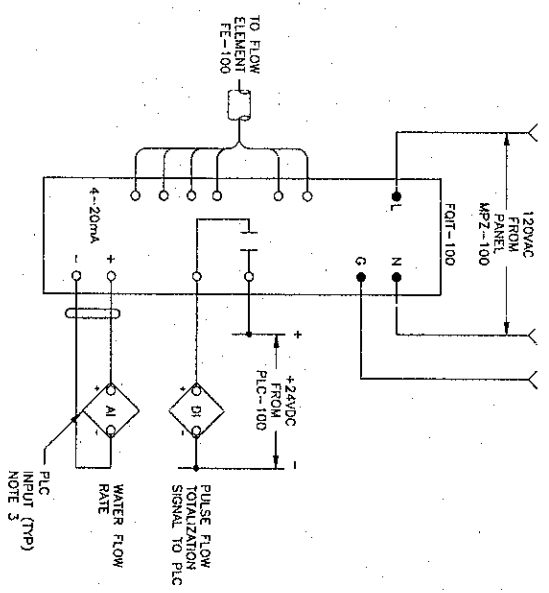 TO FLOW
ELEMENT
FE-100
120VAC
FROM
PANEL
MPZ-100
FQIT-100
L
N
G
4-20mA
+
-
+
+24VDC
FROM
PLC-100
-
+
DI
-
PULSE FLOW
TOTALIZATION
SIGNAL TO PLC
+
AI
-
WATER FLOW
RATE
PLC
INPUT (TYP)
NOTE 3